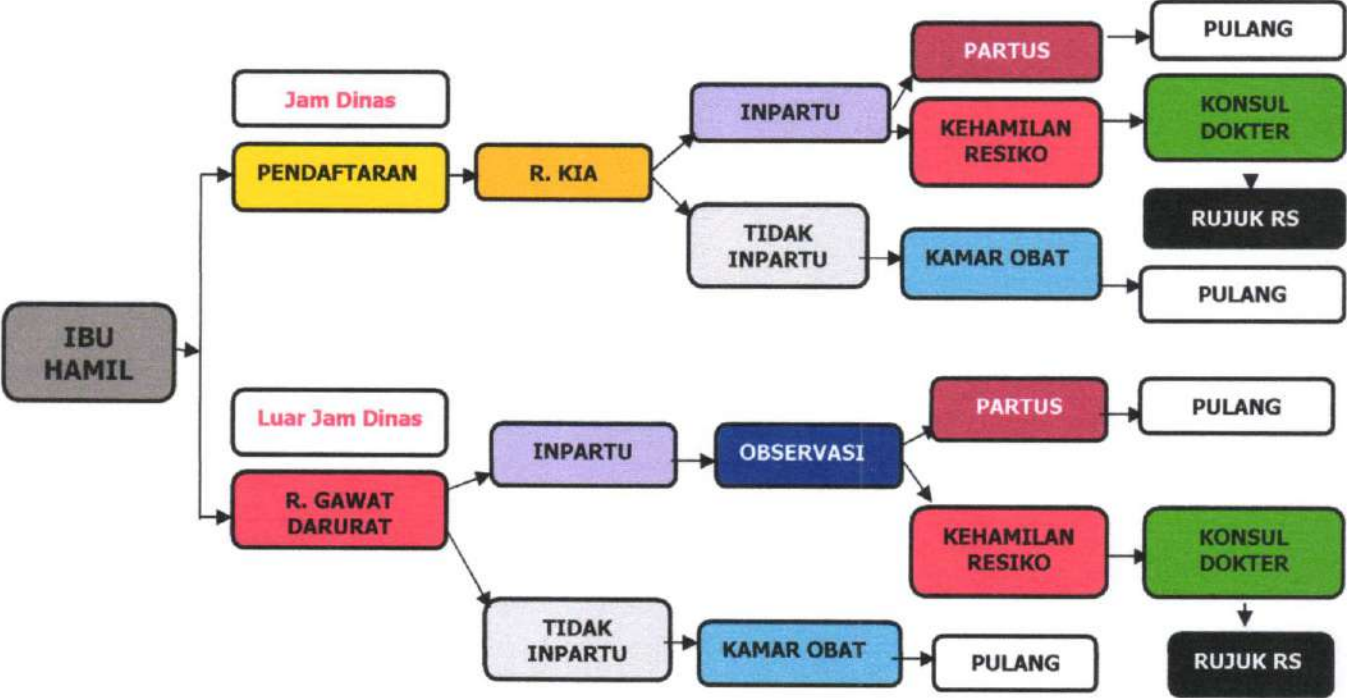 PULANG
PARTUS
Jam Dinas
INPARTU
KONSUL
DOKTER
KEHAMILAN
RESIKO
PENDAFTARAN
R. KIA
RUJUK RS
TIDAK
INPARTU
KAMAR OBAT
PULANG
IBU
HAMIL
Luar Jam Dinas
PARTUS
PULANG
INPARTU
OBSERVASI
R. GAWAT
DARURAT
KEHAMILAN
RESIKO
KONSUL
DOKTER
TIDAK
INPARTU
KAMAR OBAT
PULANG
RUJUK RS